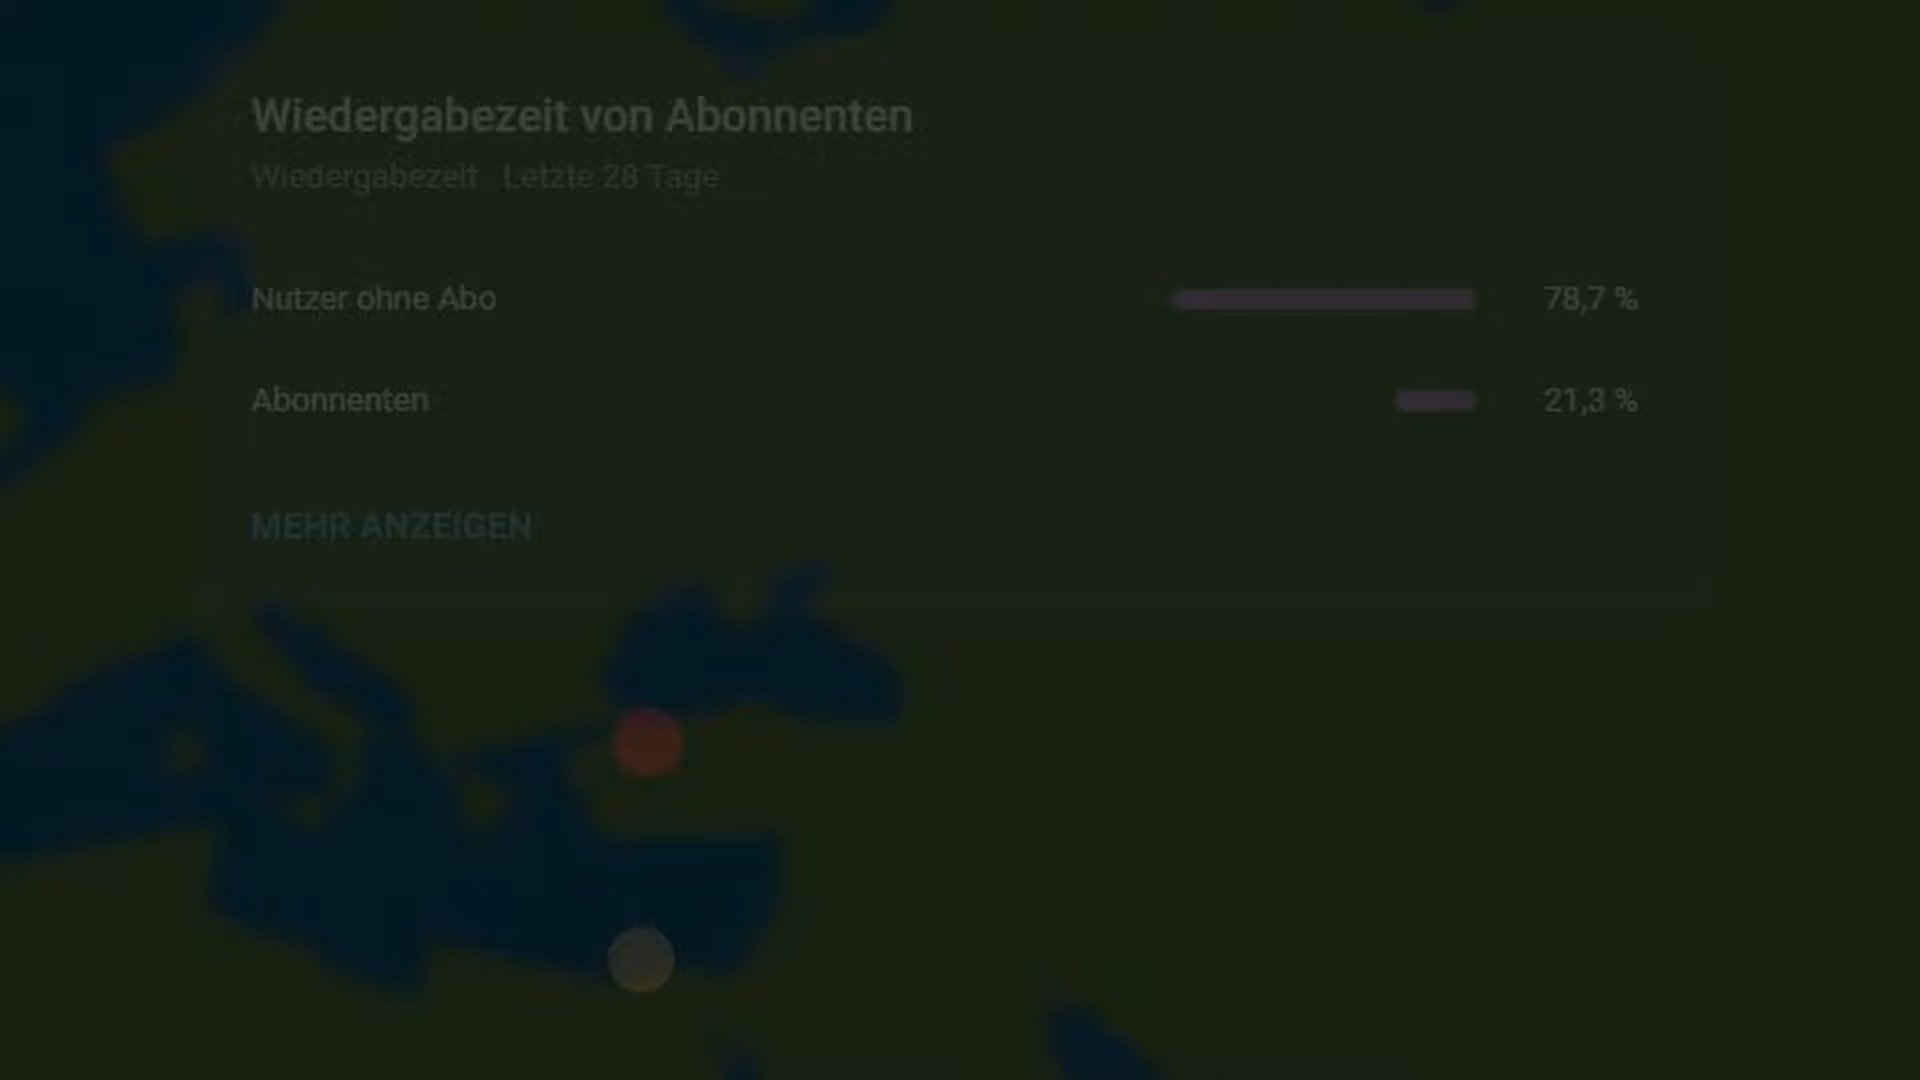 Wiedergabezeit von Abonnenten
Wiedergabezeit · Letzte 28 Tage
Nutzer ohne Abo 78,7 %
Abonnenten 21,3 %
MEHR ANZEIGEN